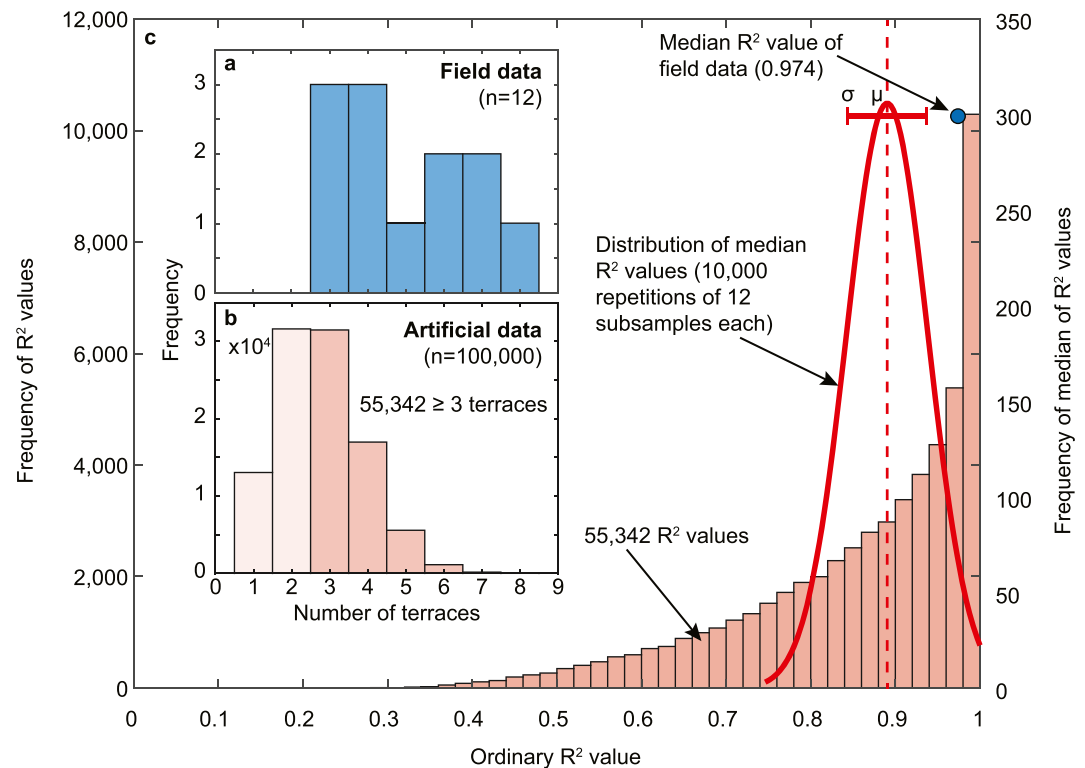 c
a
Field data
(n=12)
3
2
1
0
Frequency
b
x10⁴
Artificial data
(n=100,000)
55,342 ≥ 3 terraces
3
2
1
0
0 1 2 3 4 5 6 7 8 9
Number of terraces
Median R² value of
field data (0.974)
σ μ
Distribution of median
R² values (10,000
repetitions of 12
subsamples each)
55,342 R² values
12,000
10,000
8,000
6,000
4,000
2,000
0
Frequency of R² values
350
300
250
200
150
100
50
0
Frequency of median of R² values
0 0.1 0.2 0.3 0.4 0.5 0.6 0.7 0.8 0.9 1
Ordinary R² value